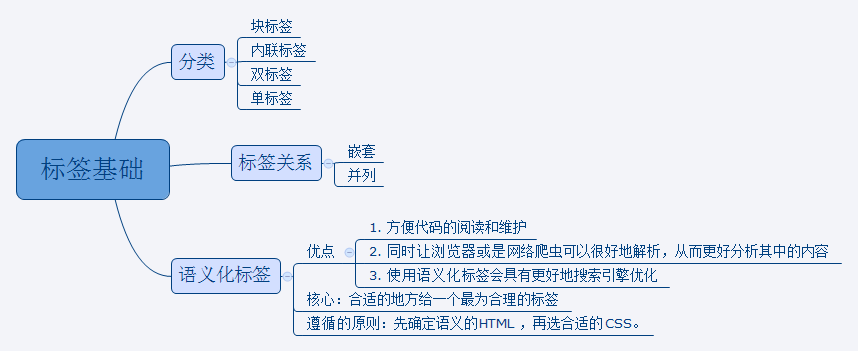 标签基础
分类
块标签
内联标签
双标签
单标签
标签关系
嵌套
并列
语义化标签
优点
1. 方便代码的阅读和维护
2. 同时让浏览器或是网络爬虫可以很好地解析，从而更好分析其中的内容
3. 使用语义化标签会具有更好地搜索引擎优化
核心：合适的地方给一个最为合理的标签
遵循的原则：先确定语义的HTML ，再选合适的CSS。